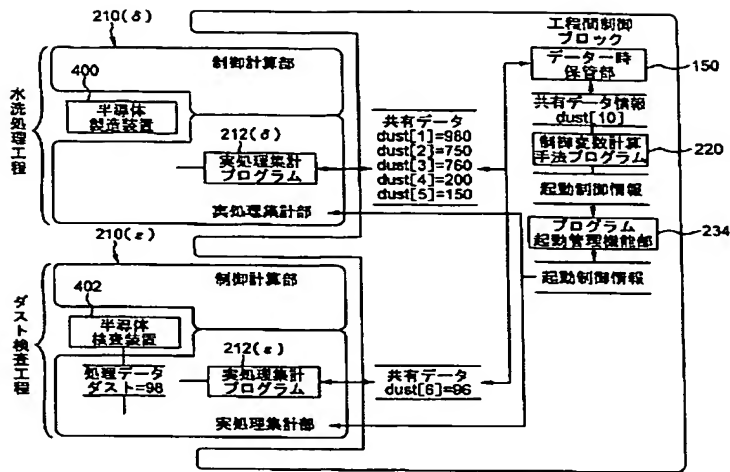 210(δ)
水洗処理工程
制御計算部
400
半導体
製造装置
212(δ)
実処理集計
プログラム
実処理集計部
共有データ
dust[1]=980
dust[2]=750
dust[3]=760
dust[4]=200
dust[5]=150
工程間制御
ブロック
データ一時
保管部
150
共有データ情報
dust[10]
制御変数計算
手法プログラム
220
起動制御情報
プログラム
起動管理機能部
234
起動制御情報
210(ε)
ダスト検査工程
制御計算部
402
半導体
検査装置
処理データ
ダスト=98
212(ε)
実処理集計
プログラム
実処理集計部
共有データ
dust[6]=96